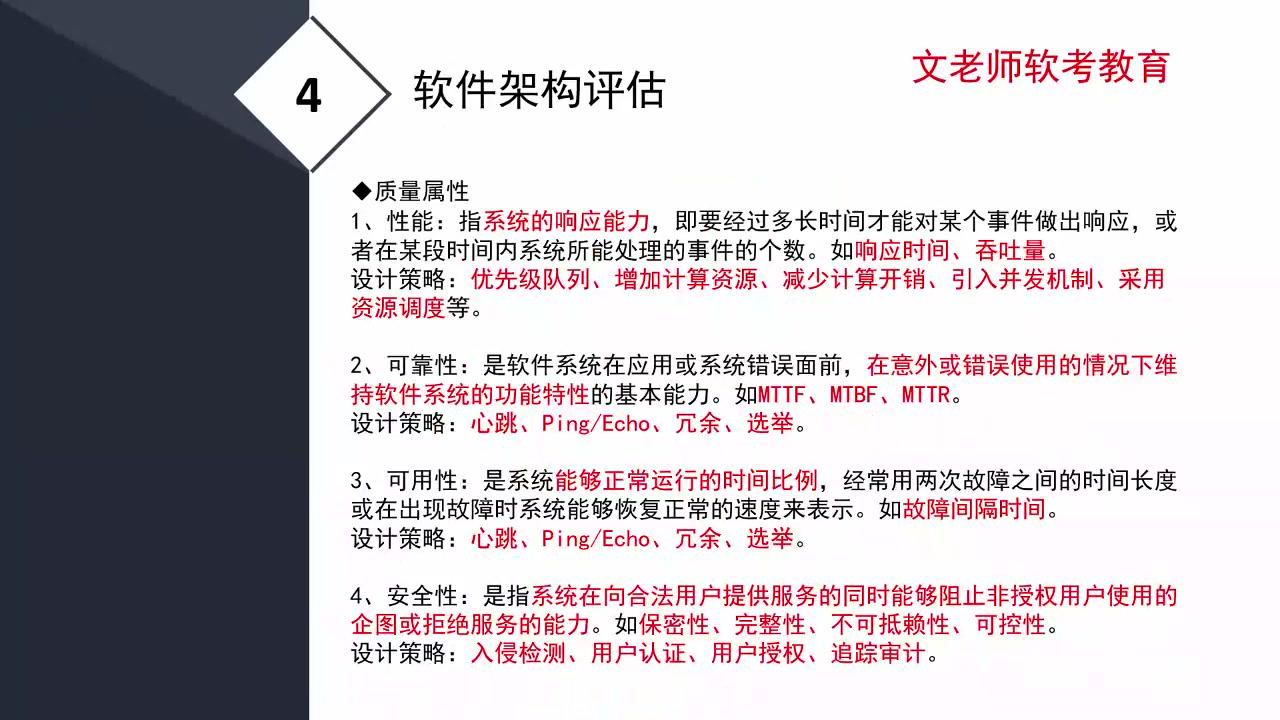 4
软件架构评估
文老师软考教育
◆质量属性
1、性能：指系统的响应能力，即要经过多长时间才能对某个事件做出响应，或
者在某段时间内系统所能处理的事件的个数。如响应时间、吞吐量。
设计策略：优先级队列、增加计算资源、减少计算开销、引入并发机制、采用
资源调度等。
2、可靠性：是软件系统在应用或系统错误面前，在意外或错误使用的情况下维
持软件系统的功能特性的基本能力。如MTTF、MTBF、MTTR。
设计策略：心跳、Ping/Echo、冗余、选举。
3、可用性：是系统能够正常运行的时间比例，经常用两次故障之间的时间长度
或在出现故障时系统能够恢复正常的速度来表示。如故障间隔时间。
设计策略：心跳、Ping/Echo、冗余、选举。
4、安全性：是指系统在向合法用户提供服务的同时能够阻止非授权用户使用的
企图或拒绝服务的能力。如保密性、完整性、不可抵赖性、可控性。
设计策略：入侵检测、用户认证、用户授权、追踪审计。